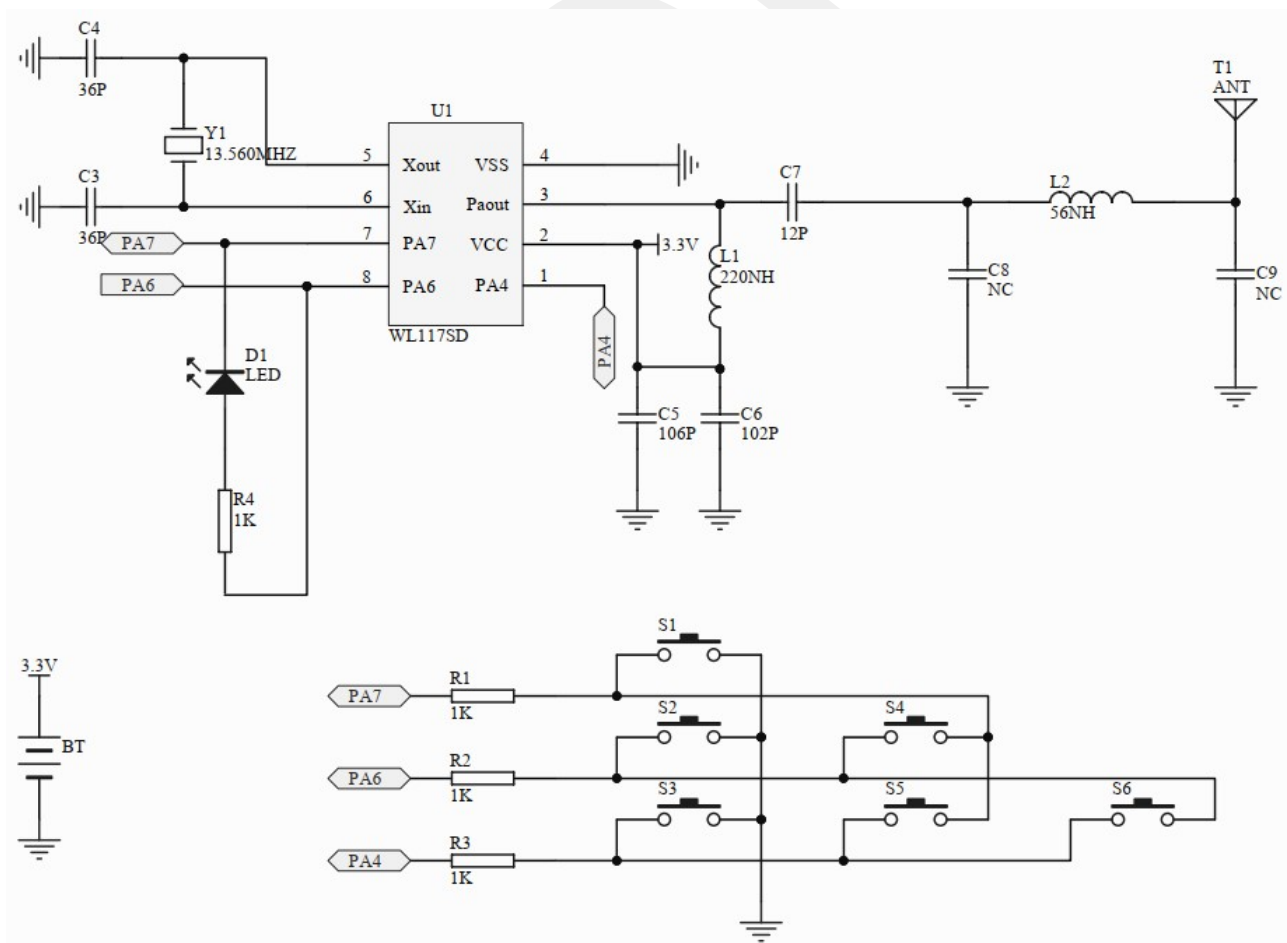 C4
36P
Y1
13.560MHZ
C3
36P
PA7
PA6
U1
5 Xout VSS 4
6 Xin Paout 3
7 PA7 VCC 2
8 PA6 PA4 1
WL117SD
3.3V
PA4
L1
220NH
C7
12P
L2
56NH
T1
ANT
C8
NC
C9
NC
D1
LED
R4
1K
C5
106P
C6
102P
3.3V
BT
S1
PA7 R1
1K
S2 S4
PA6 R2
1K
S3 S5 S6
PA4 R3
1K